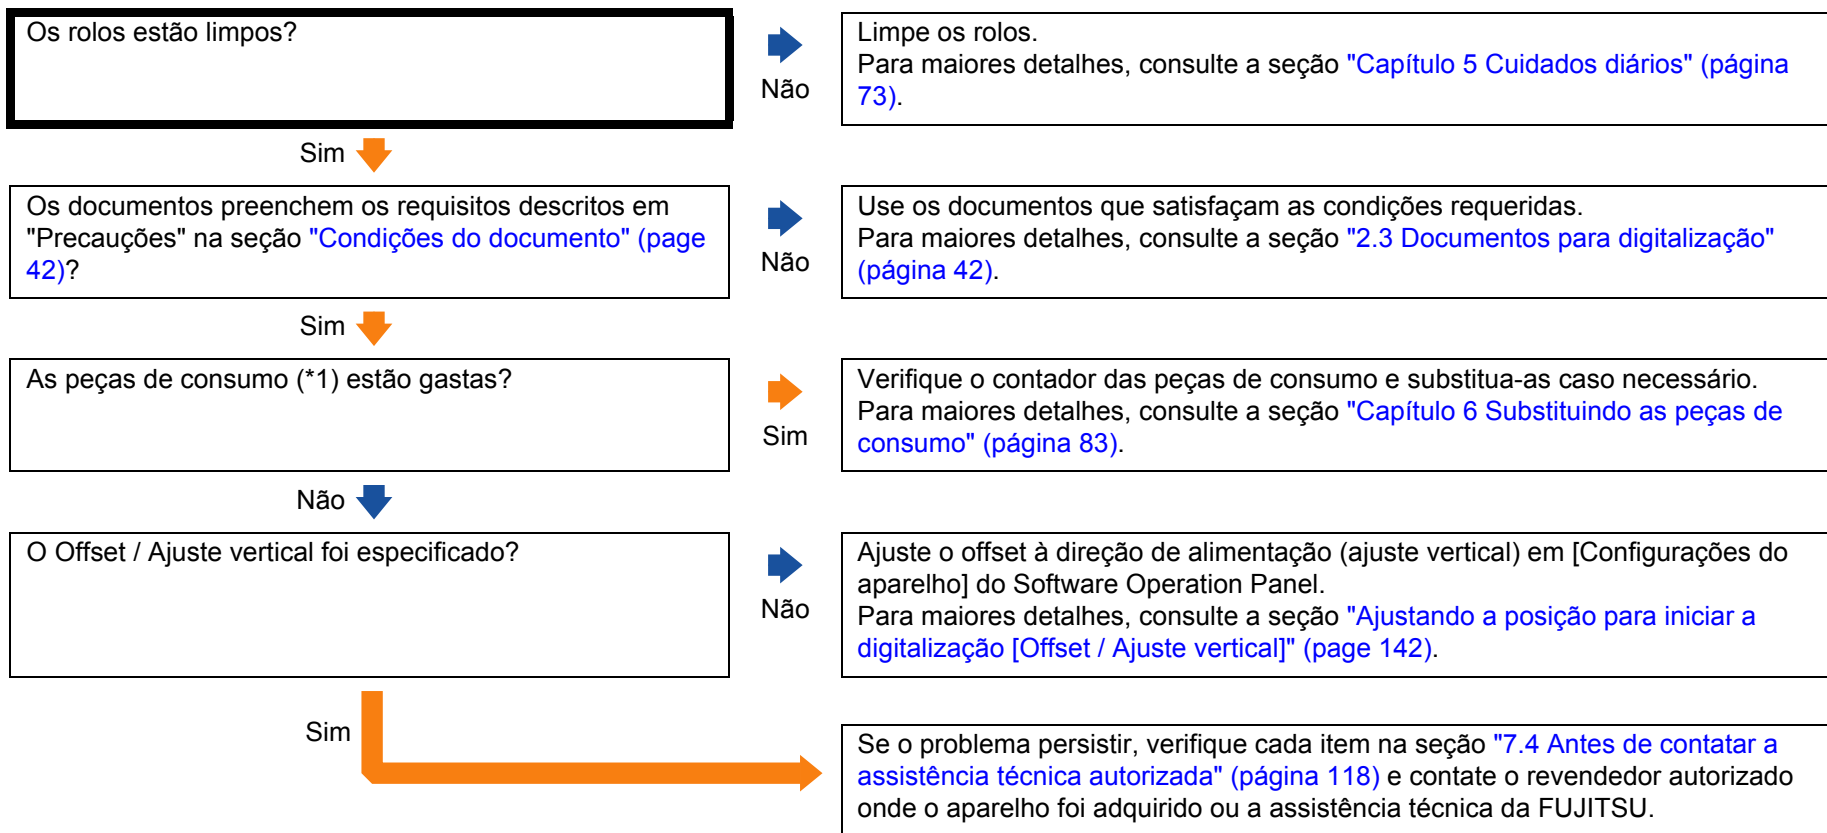 Os rolos estão limpos?
Não
Limpe os rolos.
Para maiores detalhes, consulte a seção "Capítulo 5 Cuidados diários" (página
73).
Sim
Os documentos preenchem os requisitos descritos em
"Precauções" na seção "Condições do documento" (page
42)?
Não
Use os documentos que satisfaçam as condições requeridas.
Para maiores detalhes, consulte a seção "2.3 Documentos para digitalização"
(página 42).
Sim
As peças de consumo (*1) estão gastas?
Sim
Verifique o contador das peças de consumo e substitua-as caso necessário.
Para maiores detalhes, consulte a seção "Capítulo 6 Substituindo as peças de
consumo" (página 83).
Não
O Offset / Ajuste vertical foi especificado?
Não
Ajuste o offset à direção de alimentação (ajuste vertical) em [Configurações do
aparelho] do Software Operation Panel.
Para maiores detalhes, consulte a seção "Ajustando a posição para iniciar a
digitalização [Offset / Ajuste vertical]" (page 142).
Sim
Se o problema persistir, verifique cada item na seção "7.4 Antes de contatar a
assistência técnica autorizada" (página 118) e contate o revendedor autorizado
onde o aparelho foi adquirido ou a assistência técnica da FUJITSU.